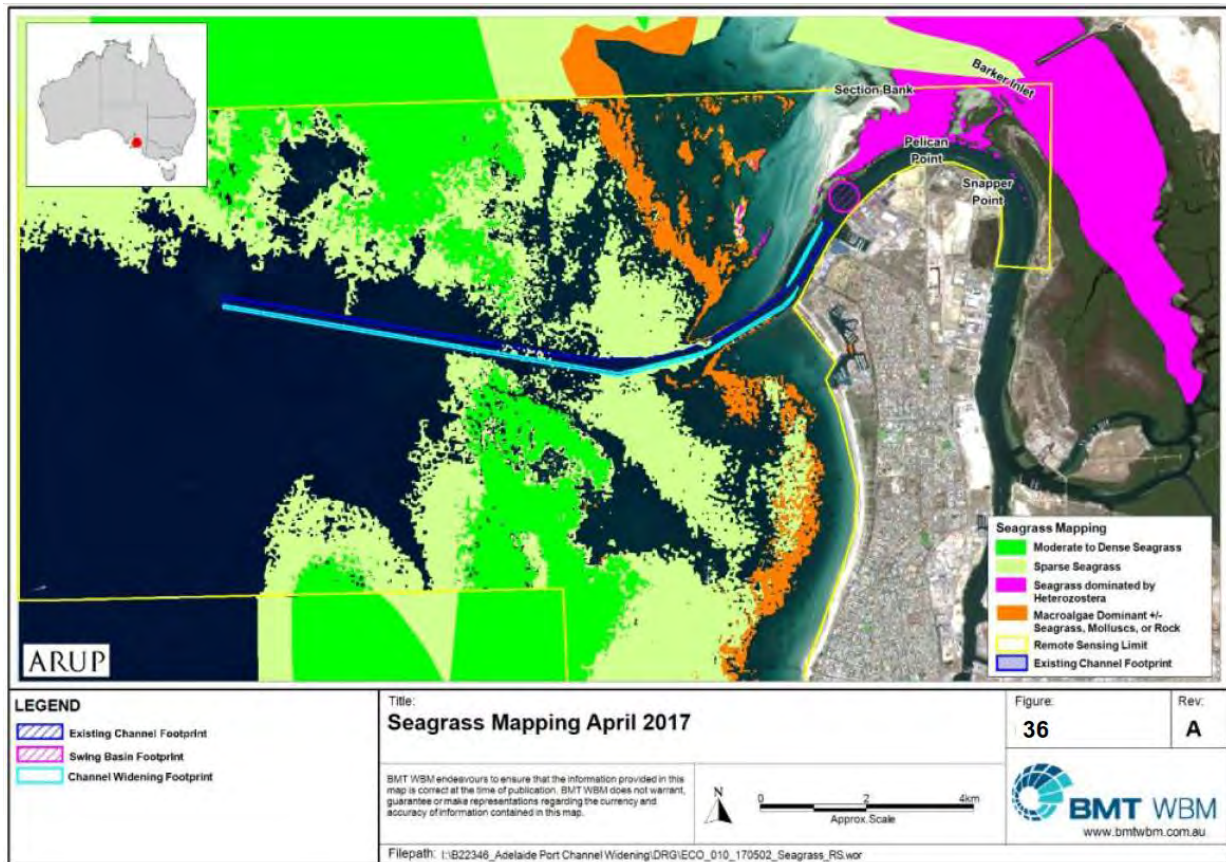 Section Bank
Barker Inlet
Pelican
Point
Snapper
Point
Seagrass Mapping
Moderate to Dense Seagrass
Sparse Seagrass
Seagrass dominated by
Heterozostera
Macroalgae Dominant +/-
Seagrass, Molluscs, or Rock
Remote Sensing Limit
Existing Channel Footprint
ARUP
LEGEND
Existing Channel Footprint
Swing Basin Footprint
Channel Widening Footprint
Title:
Seagrass Mapping April 2017
BMT WBM endeavours to ensure that the information provided in this
map is correct at the time of publication. BMT WBM does not warrant,
guarantee or make representations regarding the currency and
accuracy of information contained in this map.
N
0 2 4km
Approx.Scale
Figure:
36
Rev:
A
BMT WBM
www.bmtwbm.com.au
Filepath: I:\B22346_Adelaide Port Channel Widening\DRG\ECO_010_170502_Seagrass_RS.wor